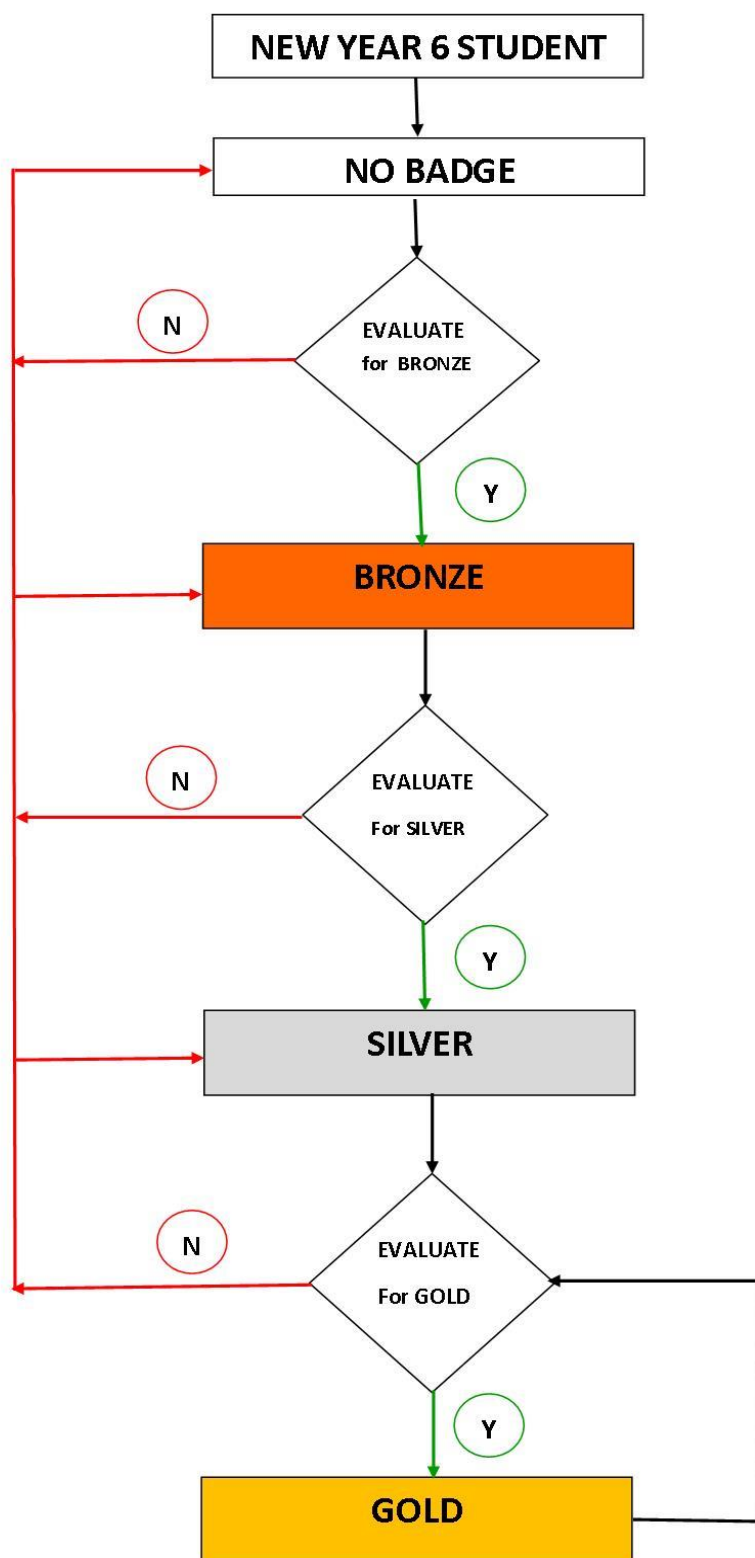 NEW YEAR 6 STUDENT
NO BADGE
N
EVALUATE
for BRONZE
Y
BRONZE
N
EVALUATE
For SILVER
Y
SILVER
N
EVALUATE
For GOLD
Y
GOLD